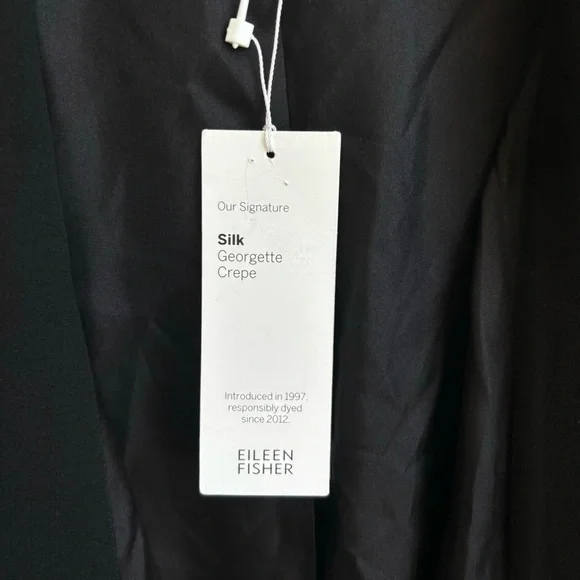 Our Signature
Silk
Georgette
Crepe
Introduced in 1997,
responsibly dyed
since 2012.
EILEEN
FISHER